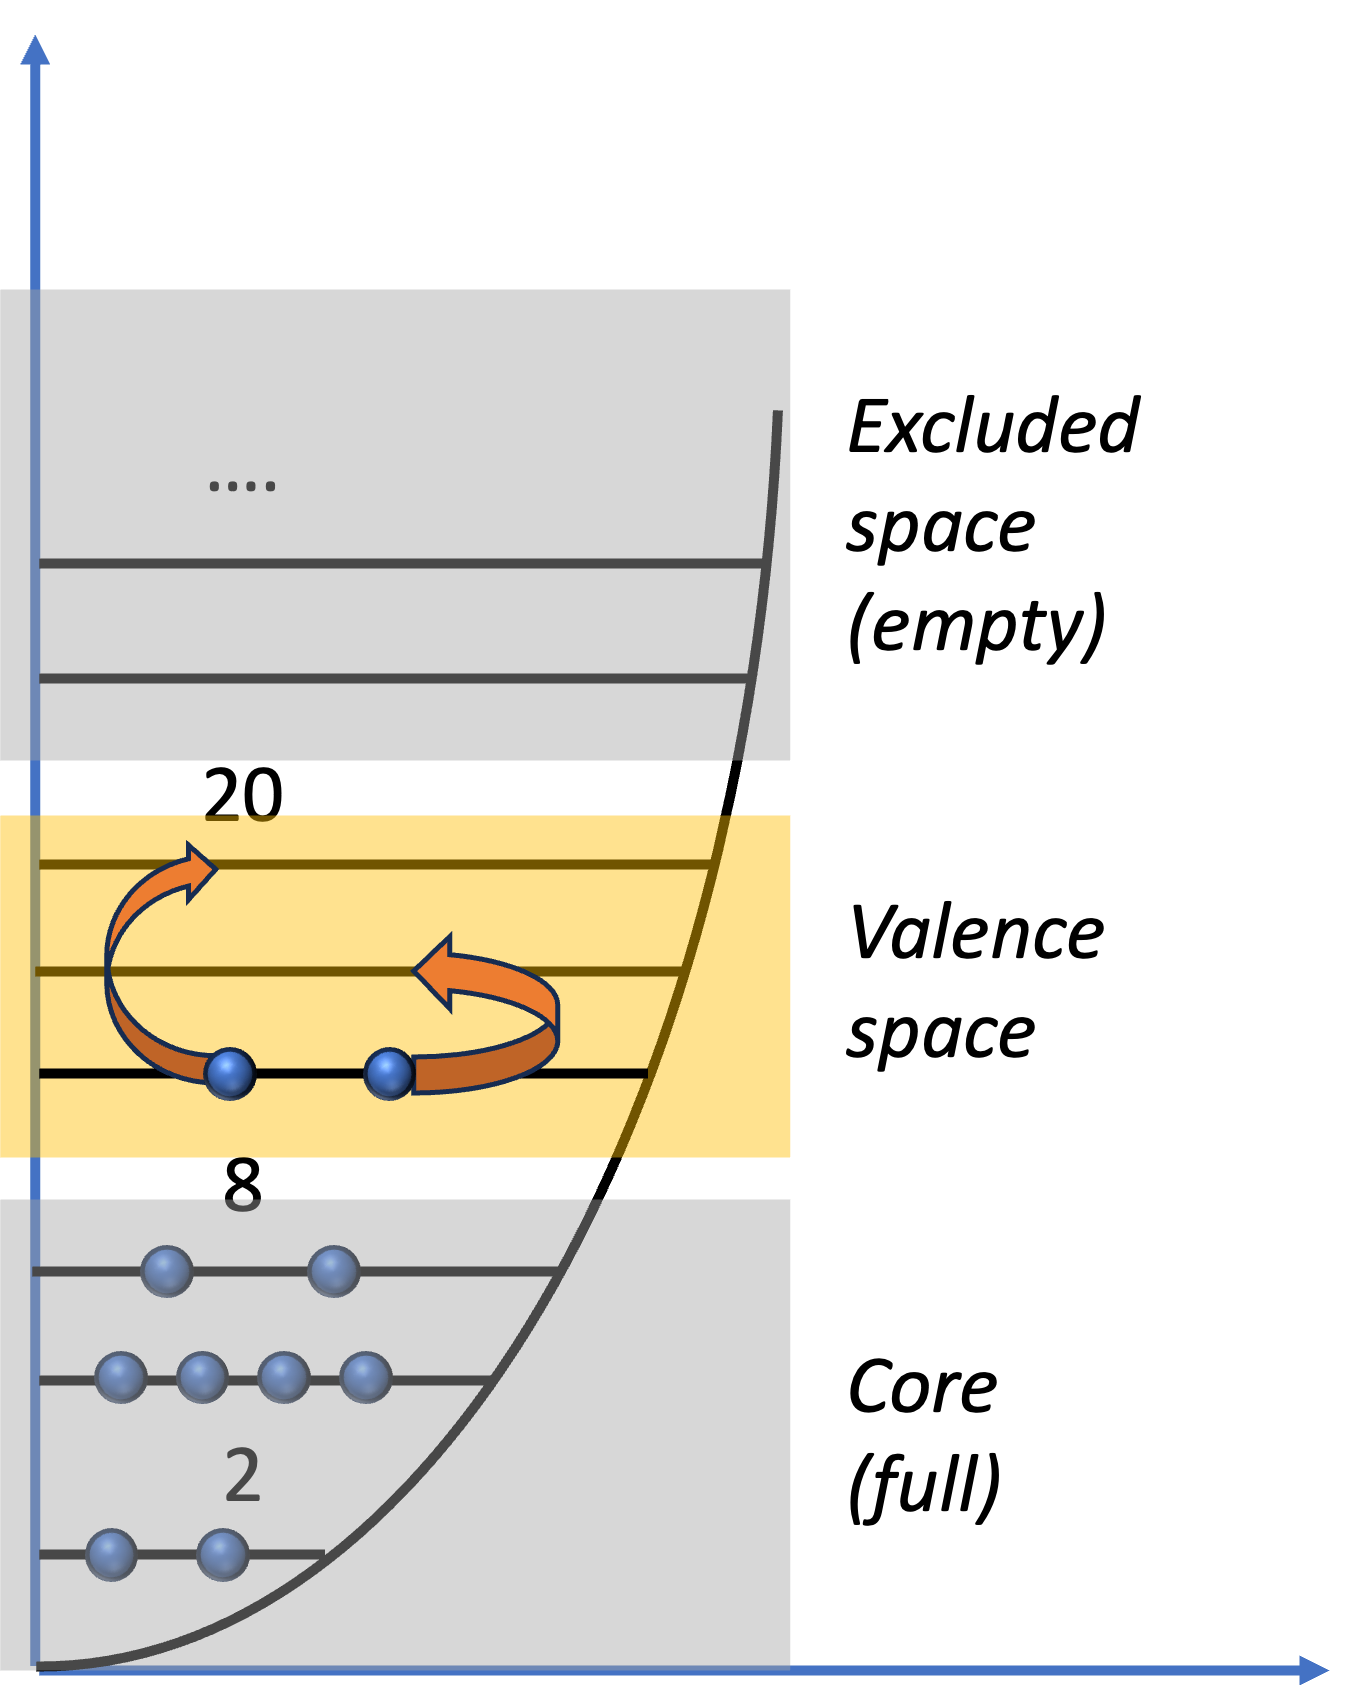 Excluded
space
(empty)
....
20
Valence
space
8
Core
(full)
2